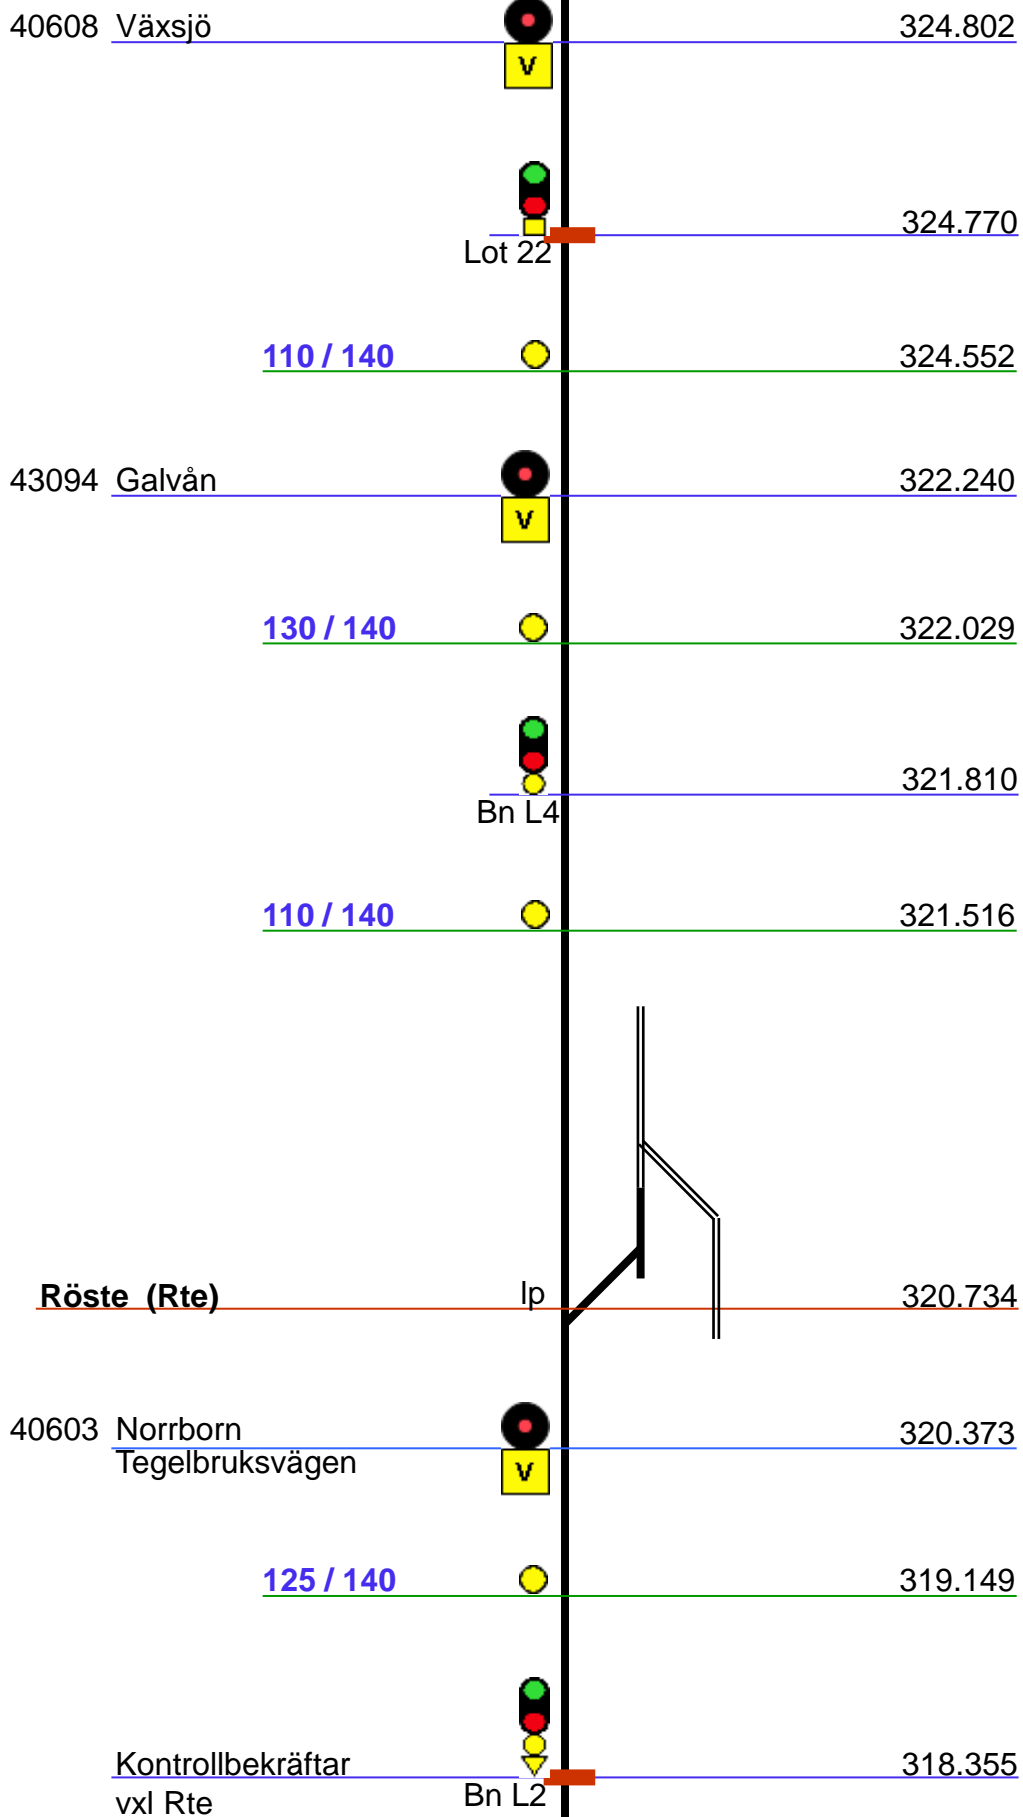 40608 Växsjö 324.802
V
324.770
Lot 22
110 / 140 324.552
43094 Galvån 322.240
V
130 / 140 322.029
321.810
Bn L4
110 / 140 321.516
Röste (Rte) lp 320.734
40603 Norrborn 320.373
Tegelbruksvägen
V
125 / 140 319.149
Kontrollbekräftar 318.355
vxl Rte Bn L2